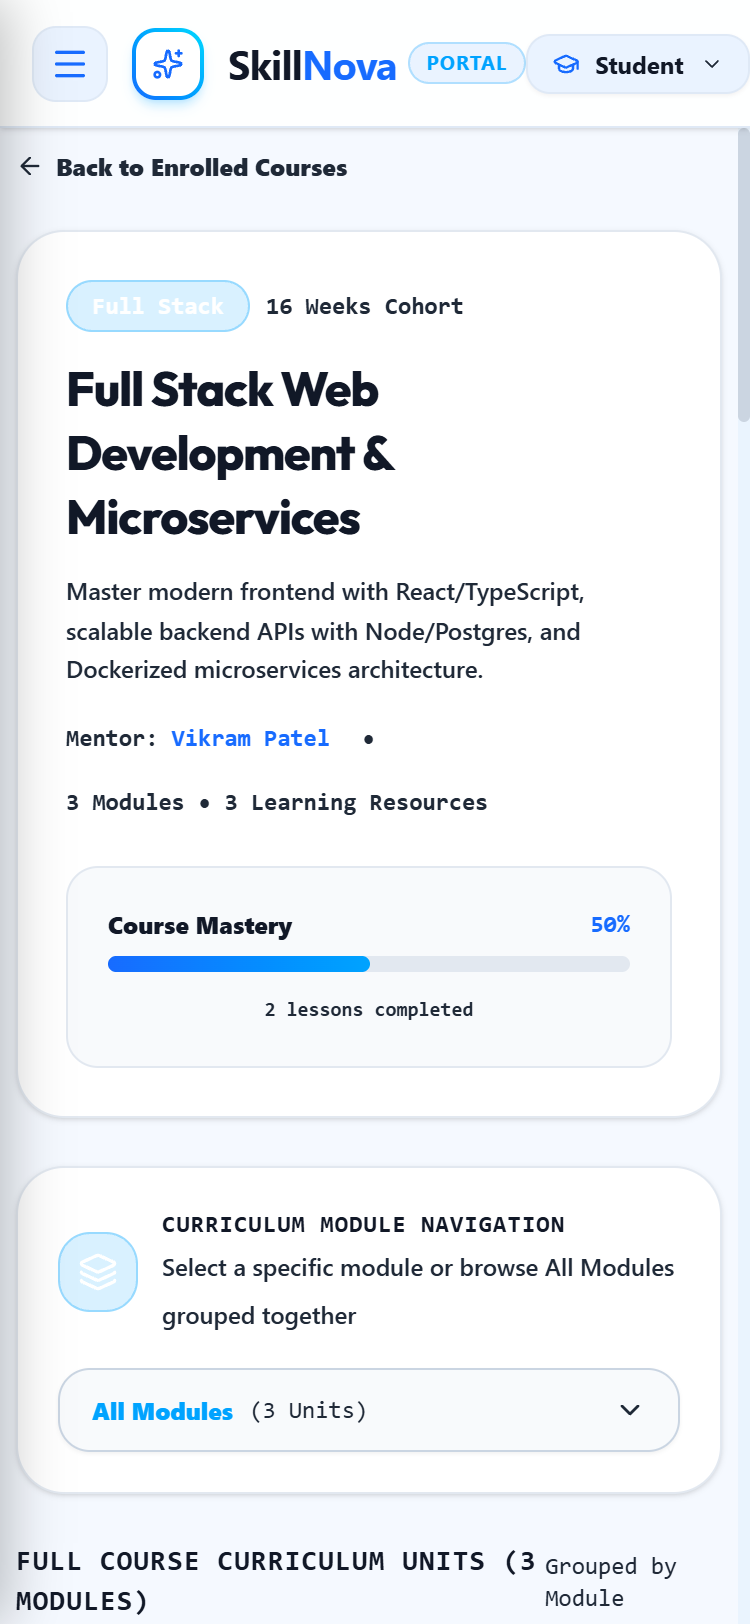 SkillNova PORTAL Student
Back to Enrolled Courses
Full Stack 16 Weeks Cohort
Full Stack Web
Development &
Microservices
Master modern frontend with React/TypeScript,
scalable backend APIs with Node/Postgres, and
Dockerized microservices architecture.
Mentor: Vikram Patel •
3 Modules • 3 Learning Resources
Course Mastery 50%
2 lessons completed
CURRICULUM MODULE NAVIGATION
Select a specific module or browse All Modules
grouped together
All Modules (3 Units)
FULL COURSE CURRICULUM UNITS (3
MODULES)
Grouped by
Module